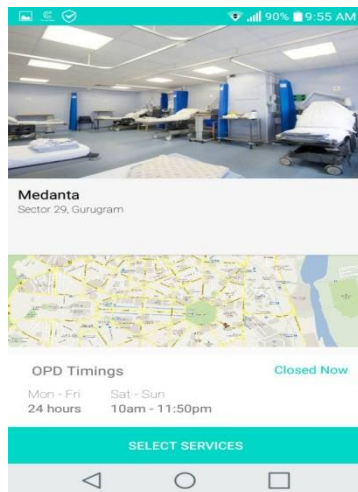 90% 9:55 AM
Medanta
Sector 29, Gurugram
OPD Timings
Closed Now
Mon - Fri
Sat - Sun
24 hours
10am - 11:50pm
SELECT SERVICES